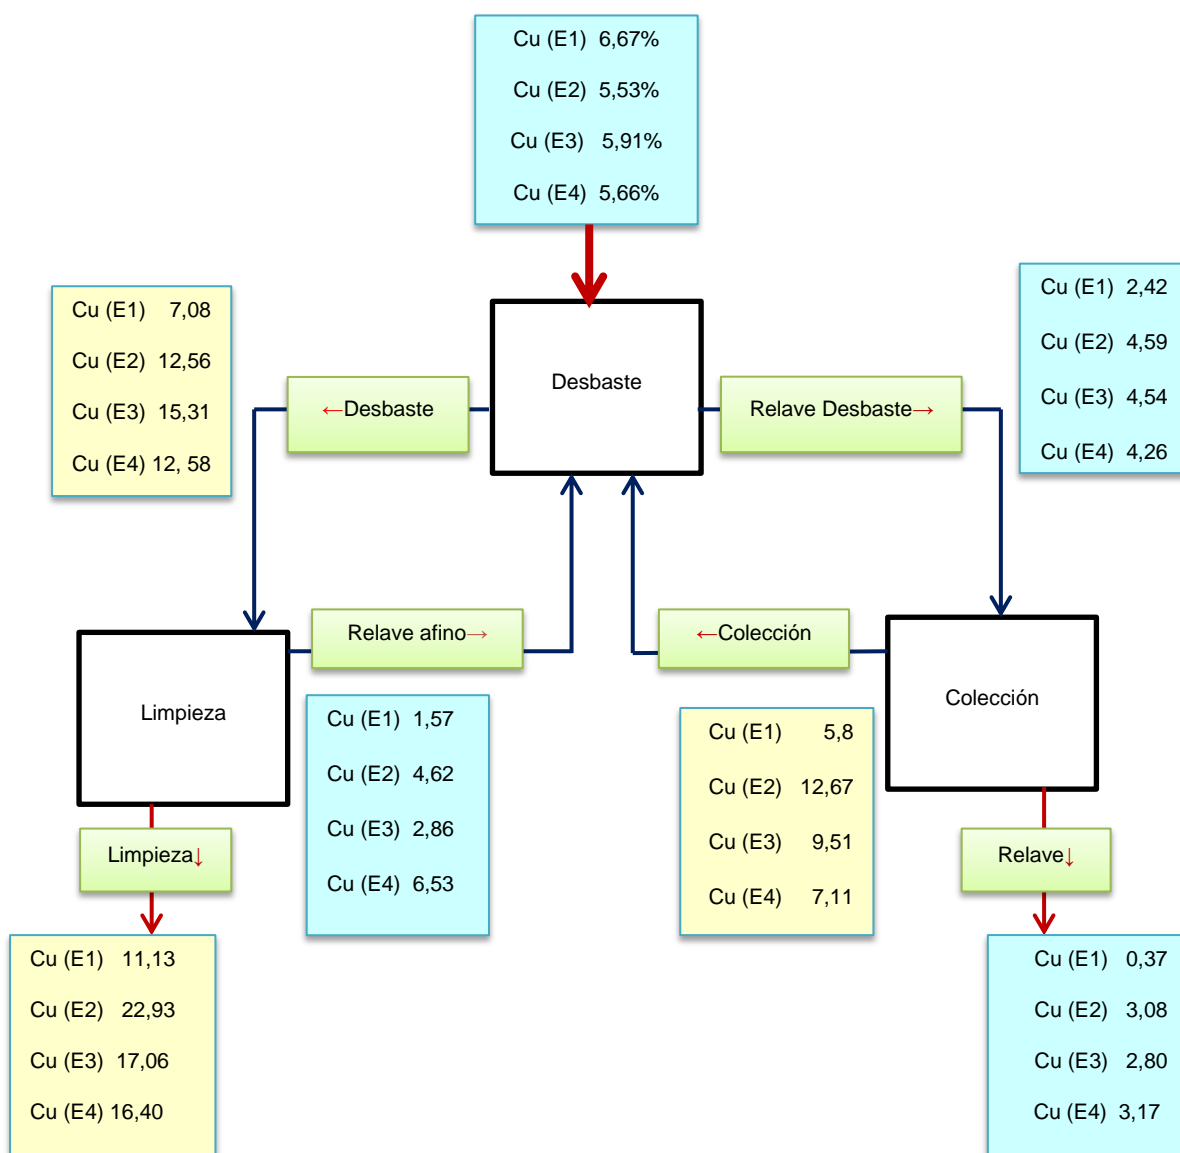 Cu (E1) 6,67%
Cu (E2) 5,53%
Cu (E3) 5,91%
Cu (E4) 5,66%
Cu (E1) 7,08
Cu (E2) 12,56
Cu (E3) 15,31
Cu (E4) 12, 58
←Desbaste
Desbaste
Relave Desbaste→
Cu (E1) 2,42
Cu (E2) 4,59
Cu (E3) 4,54
Cu (E4) 4,26
Limpieza
Relave afino→
←Colección
Colección
Cu (E1) 1,57
Cu (E2) 4,62
Cu (E3) 2,86
Cu (E4) 6,53
Cu (E1) 5,8
Cu (E2) 12,67
Cu (E3) 9,51
Cu (E4) 7,11
Limpieza↓
Relave↓
Cu (E1) 11,13
Cu (E2) 22,93
Cu (E3) 17,06
Cu (E4) 16,40
Cu (E1) 0,37
Cu (E2) 3,08
Cu (E3) 2,80
Cu (E4) 3,17